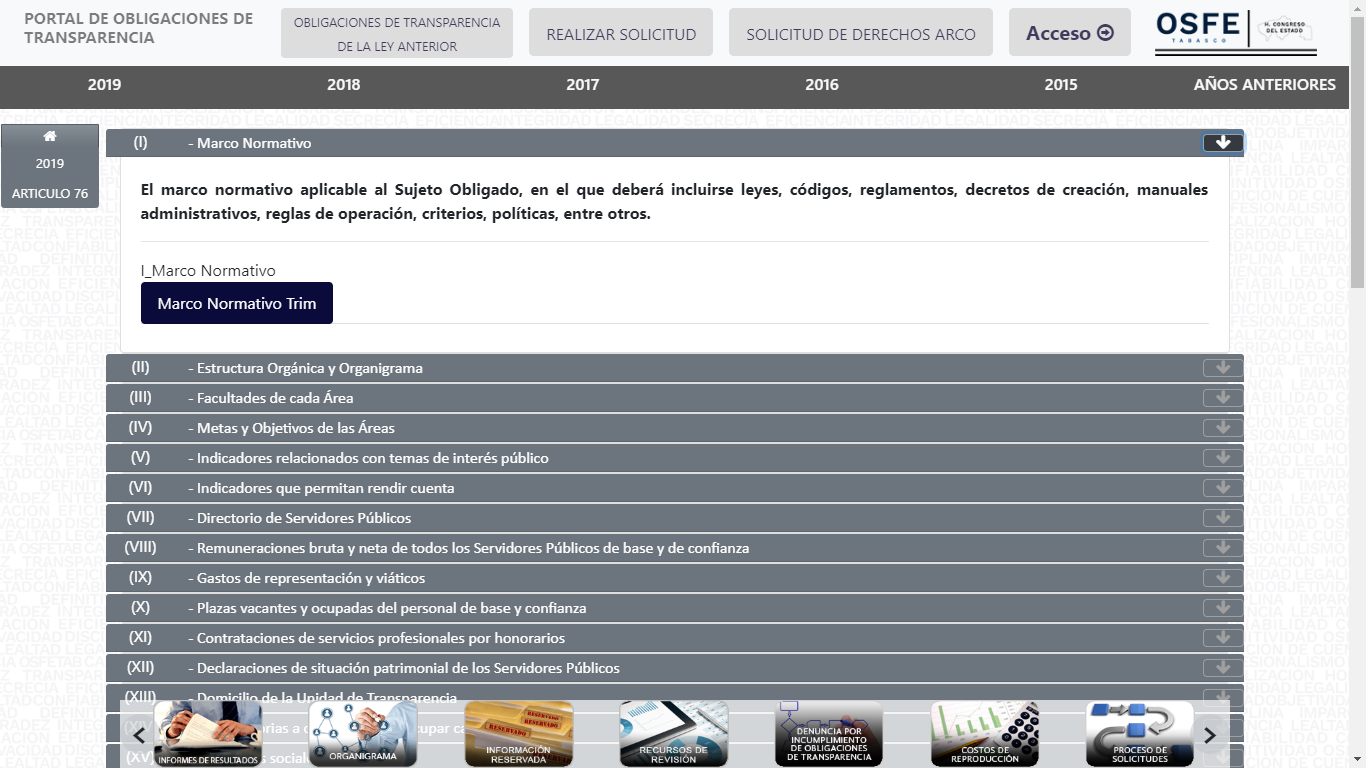 PORTAL DE OBLIGACIONES DE
TRANSPARENCIA
OBLIGACIONES DE TRANSPARENCIA
DE LA LEY ANTERIOR
REALIZAR SOLICITUD
SOLICITUD DE DERECHOS ARCO
Acceso
OSFE
TABASCO
H. CONGRESO
DEL ESTADO
2019
2018
2017
2016
2015
AÑOS ANTERIORES
2019
ARTICULO 76
(I) - Marco Normativo
El marco normativo aplicable al Sujeto Obligado, en el que deberá incluirse leyes, códigos, reglamentos, decretos de creación, manuales
administrativos, reglas de operación, criterios, políticas, entre otros.
I_Marco Normativo
Marco Normativo Trim
(II) - Estructura Orgánica y Organigrama
(III) - Facultades de cada Área
(IV) - Metas y Objetivos de las Áreas
(V) - Indicadores relacionados con temas de interés público
(VI) - Indicadores que permitan rendir cuenta
(VII) - Directorio de Servidores Públicos
(VIII) - Remuneraciones bruta y neta de todos los Servidores Públicos de base y de confianza
(IX) - Gastos de representación y viáticos
(X) - Plazas vacantes y ocupadas del personal de base y confianza
(XI) - Contrataciones de servicios profesionales por honorarios
(XII) - Declaraciones de situación patrimonial de los Servidores Públicos
(XIII) - Domicilio de la Unidad de Transparencia
(XIV)
(XV)
INFORMES DE RESULTADOS
ORGANIGRAMA
RESERVADO
RESERVADO
INFORMACIÓN
RESERVADA
RECURSOS DE
REVISIÓN
DENUNCIA POR
INCUMPLIMIENTO
DE OBLIGACIONES
DE TRANSPARENCIA
COSTOS DE
REPRODUCCIÓN
PROCESO DE
SOLICITUDES